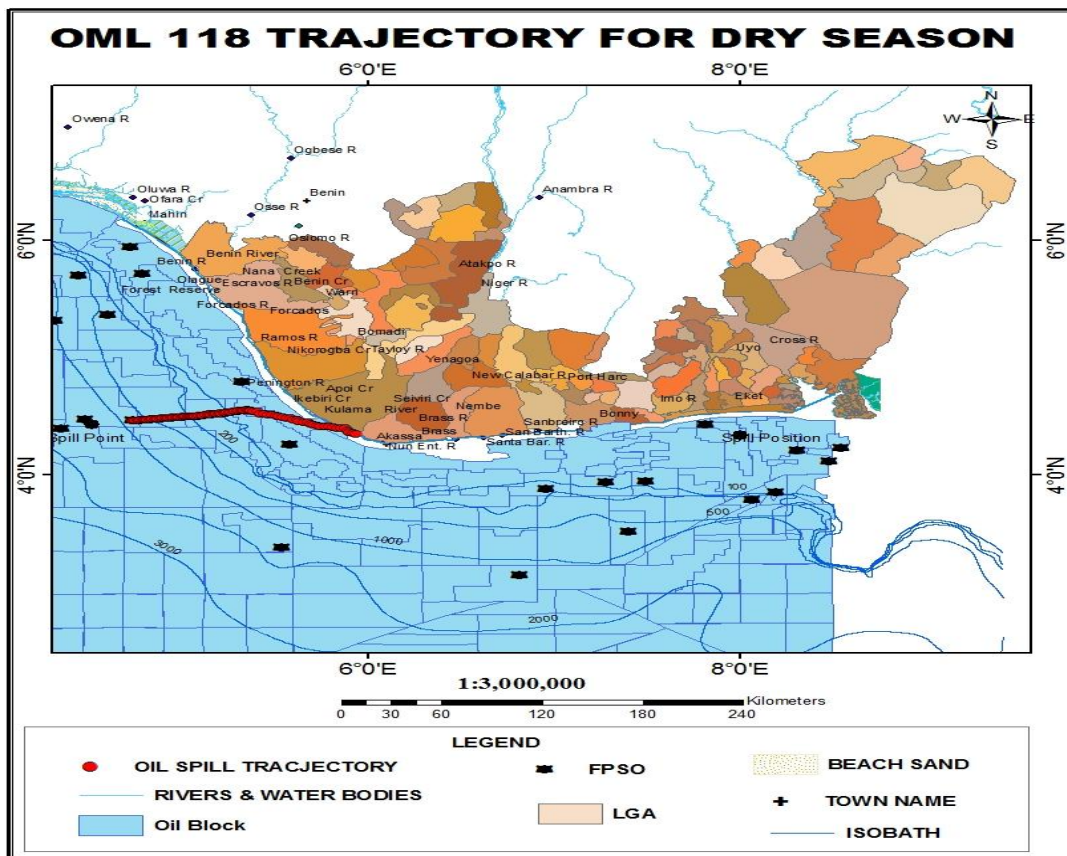 OML 118 TRAJECTORY FOR DRY SEASON
6°0'E 8°0'E
N
W E
S
Owena R
Ogbese R
Oluwa R
Ofara Cr
Benin
Anambra R
Mahin
Osse R
6°0'N 6°0'N
Osiomo R
Benin River
Benin R
Nana Creek
Atakpo R
Olague
Escravos R
Benin Cr
Niger R
Forest Reserve
Warri
Forcados R
Forcados
Bomadi
Cross R
Ramos R
Uyo
Nikorogba Cr
Tayloy R
Yenagoa
New Calabar R
Port Harc
Penington R
Apoi Cr
Ikebiri Cr
Seiviri Cr
Imo R
Eket
Kulama River
Nembe
Bonny
Brass R
Sanbreiro R
Spill Point
200
Akassa
Brass
San Barth. R
Spill Position
Nun Ent. R
Santa Bar. R
4°0'N 4°0'N
100
500
1000
3000
2000
6°0'E 8°0'E
1:3,000,000
Kilometers
0 15 30 60 120 180 240
LEGEND
OIL SPILL TRACJECTORY
FPSO
BEACH SAND
RIVERS & WATER BODIES
TOWN NAME
Oil Block
LGA
ISOBATH